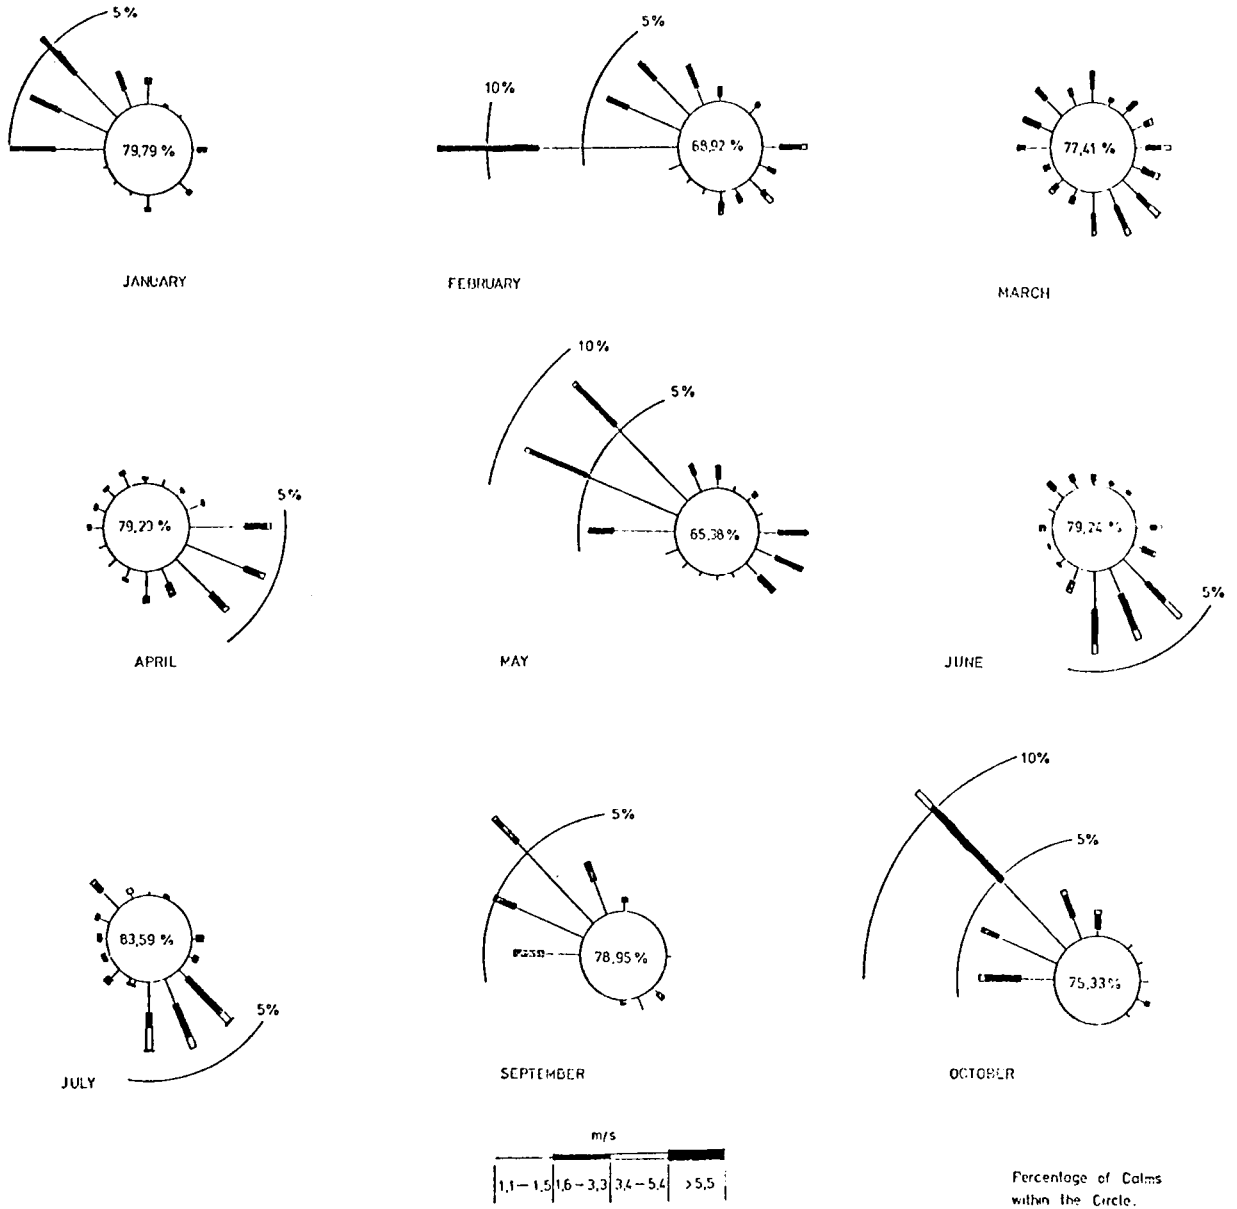 5%
79,79 %
JANUARY
10%
5%
68,92 %
FEBRUARY
77,41 %
MARCH
79,20 %
5%
APRIL
10%
5%
65,38 %
MAY
79,24 %
5%
JUNE
83,59 %
5%
JULY
5%
78,95 %
SEPTEMBER
10%
5%
75,33 %
OCTOBER
m/s
1,1 – 1,5 1,6 – 3,3 3,4 – 5,4 > 5,5
Percentage of Calms
within the Circle.